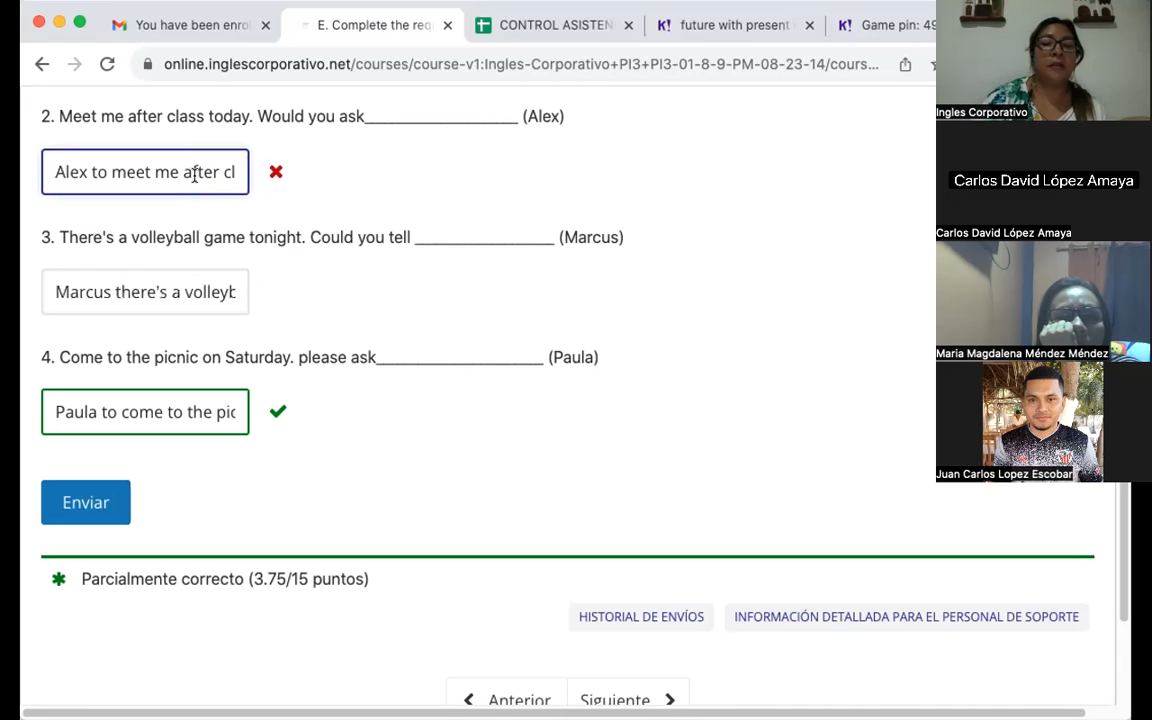 You have been enro
E. Complete the req
CONTROL ASISTEN
K! future with present
K! Game pin: 49
online.inglescorporativo.net/courses/course-v1:Ingles-Corporativo+PI3+PI3-01-8-9-PM-08-23-14/cours...
2. Meet me after class today. Would you ask_________________ (Alex)
Alex to meet me after cl
3. There's a volleyball game tonight. Could you tell _______________ (Marcus)
Marcus there's a volleyb
4. Come to the picnic on Saturday. please ask__________________ (Paula)
Paula to come to the pic
Enviar
Parcialmente correcto (3.75/15 puntos)
HISTORIAL DE ENVÍOS
INFORMACIÓN DETALLADA PARA EL PERSONAL DE SOPORTE
Anterior
Siguiente
Ingles Corporativo
Carlos David López Amaya
Carlos David López Amaya
Maria Magdalena Méndez Méndez
Juan Carlos Lopez Escobar